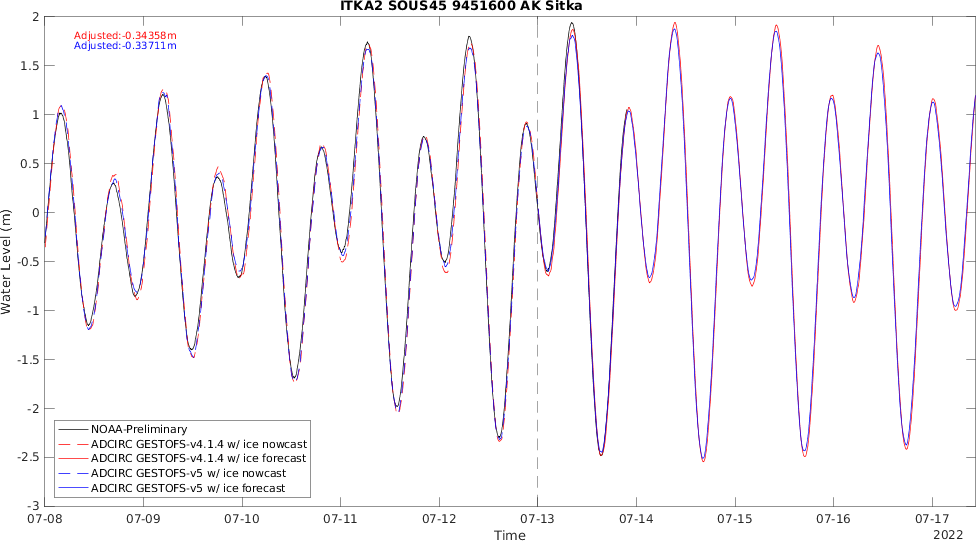 ITKA2 SOUS45 9451600 AK Sitka
Adjusted:-0.34358m
Adjusted:-0.33711m
Water Level (m)
2
1.5
1
0.5
0
-0.5
-1
-1.5
-2
-2.5
-3
NOAA-Preliminary
ADCIRC GESTOFS-v4.1.4 w/ ice nowcast
ADCIRC GESTOFS-v4.1.4 w/ ice forecast
ADCIRC GESTOFS-v5 w/ ice nowcast
ADCIRC GESTOFS-v5 w/ ice forecast
07-08 07-09 07-10 07-11 07-12 07-13 07-14 07-15 07-16 07-17
Time
2022